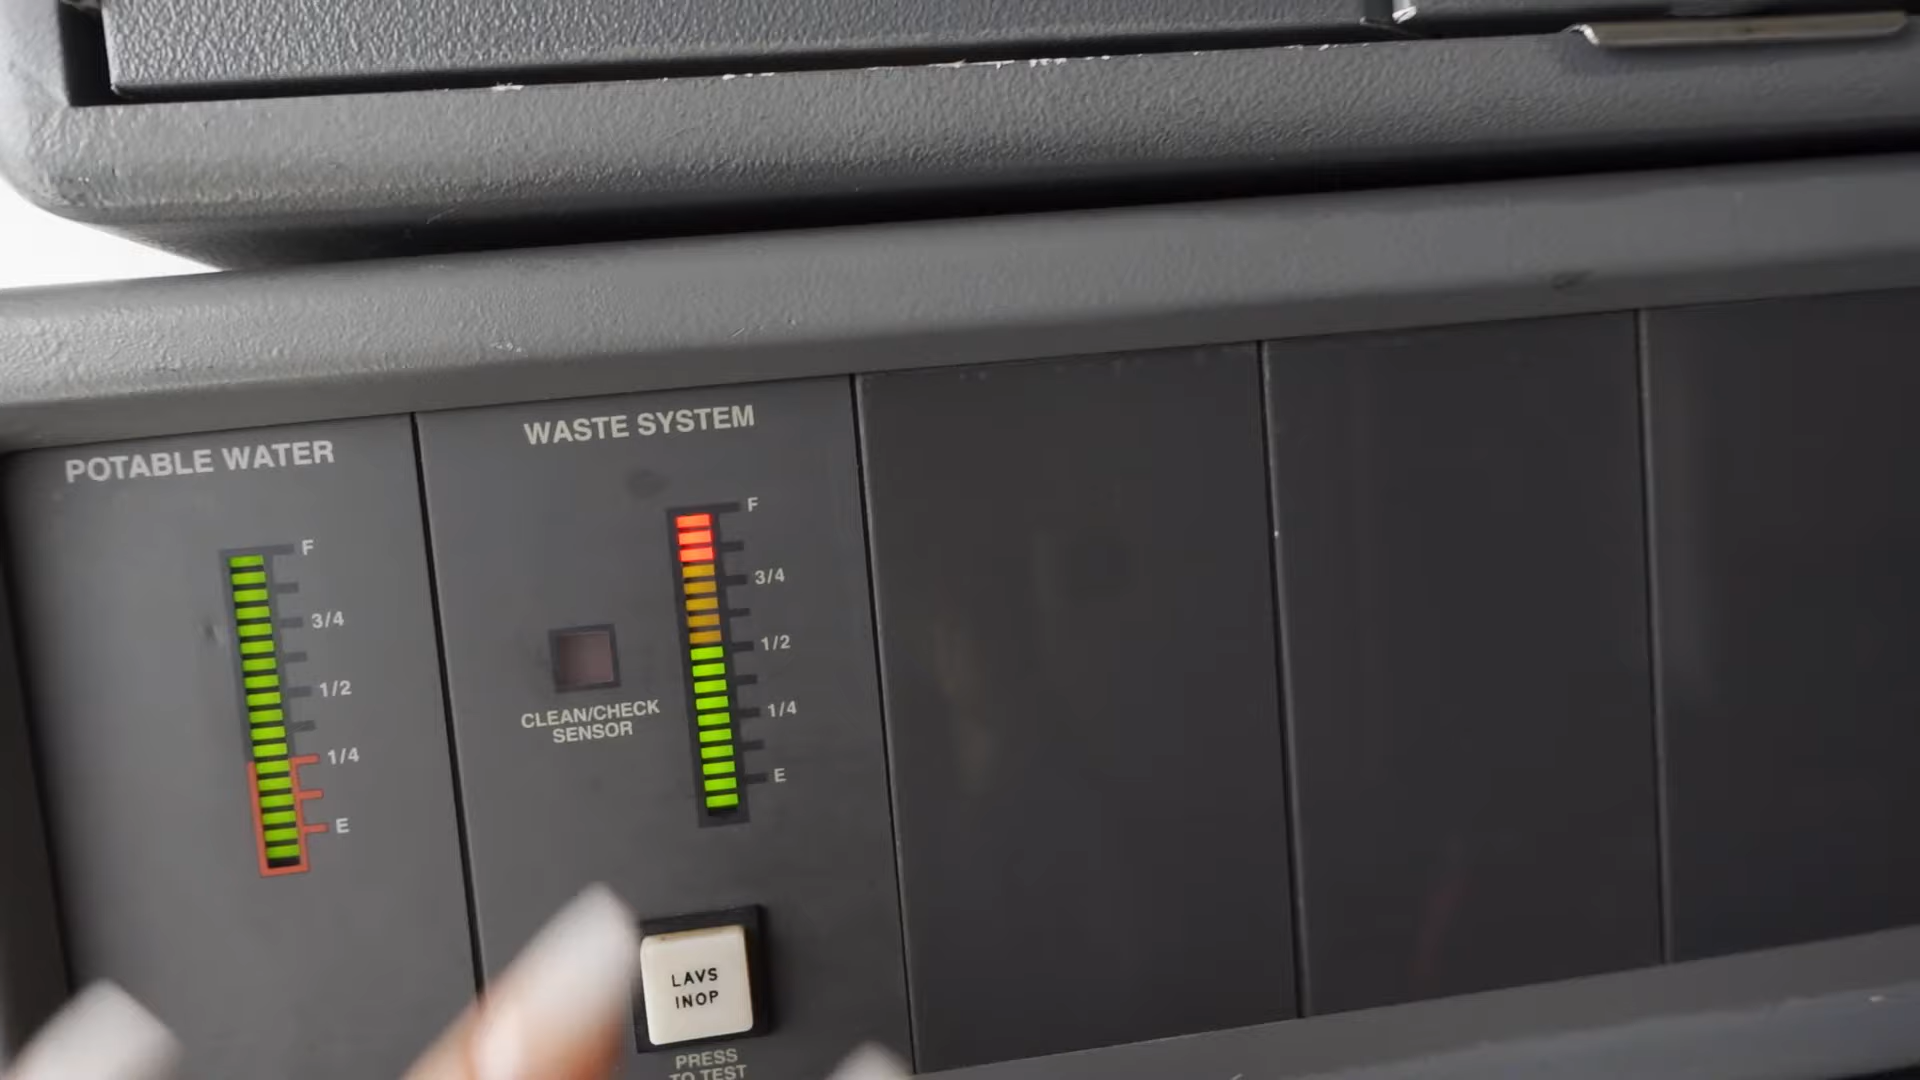 POTABLE WATER
F
3/4
1/2
1/4
E
WASTE SYSTEM
F
3/4
1/2
1/4
E
CLEAN/CHECK
SENSOR
LAVS
INOP
PRESS
TO TEST